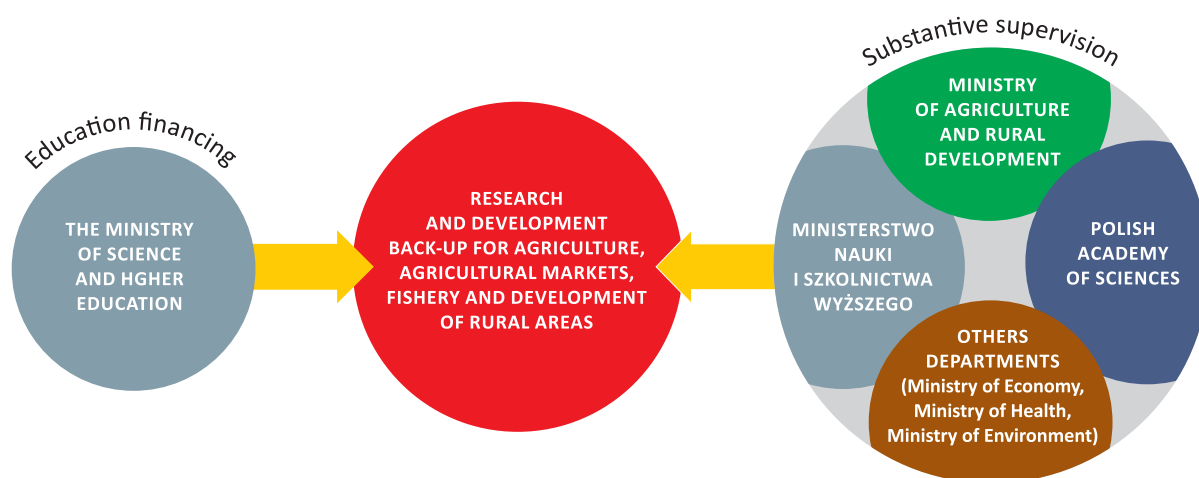 Education financing
THE MINISTRY
OF SCIENCE
AND HGHER
EDUCATION
RESEARCH
AND DEVELOPMENT
BACK-UP FOR AGRICULTURE,
AGRICULTURAL MARKETS,
FISHERY AND DEVELOPMENT
OF RURAL AREAS
Substantive supervision
MINISTRY
OF AGRICULTURE
AND RURAL
DEVELOPMENT
MINISTERSTWO
NAUKI
I SZKOLNICTWA
WYŻSZEGO
POLISH
ACADEMY
OF SCIENCES
OTHERS
DEPARTMENTS
(Ministry of Economy,
Ministry of Health,
Ministry of Environment)